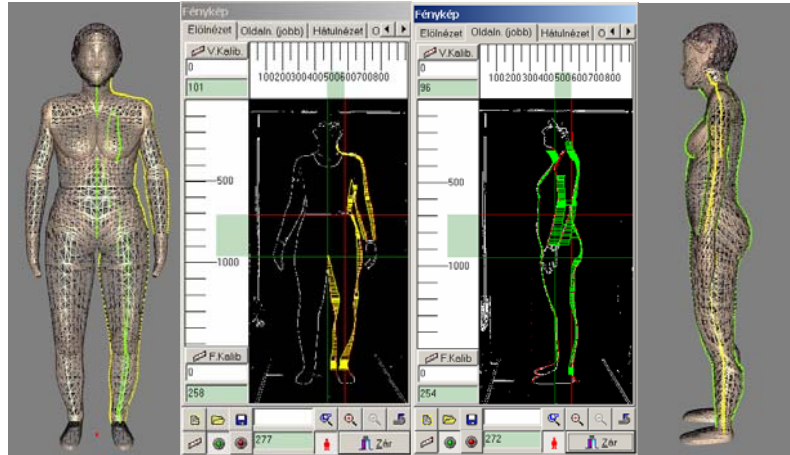 Fénykép
Elölnézet Oldaln. (jobb) Hátulnézet O
V.Kalib.
0
100200300400500600700800
101
500
1000
F.Kalib
0
258
277
Zár
Fénykép
Elölnézet Oldaln. (jobb) Hátulnézet O
V.Kalib.
0
100200300400500600700800
96
500
1000
F.Kalib
0
254
272
Zár